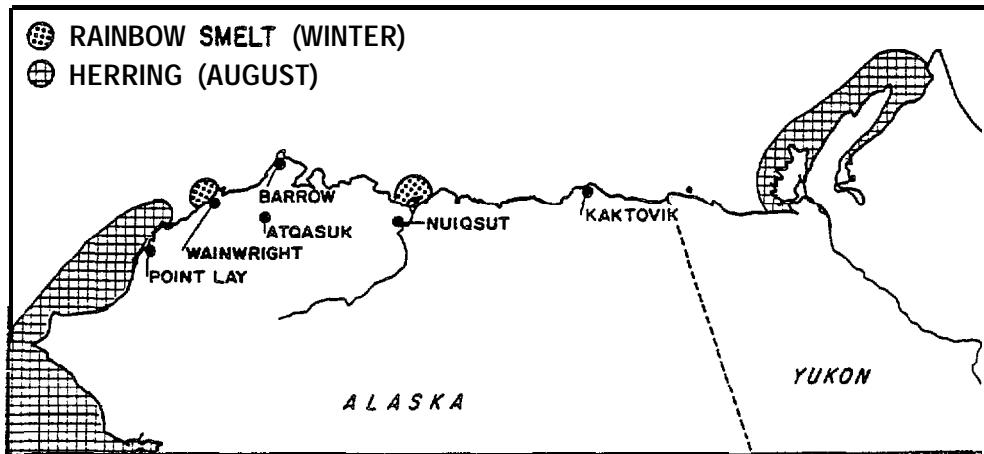 RAINBOW SMELT (WINTER)
HERRING (AUGUST)
BARROW
ATQASUK
WAINWRIGHT
POINT LAY
NUIQSUT
KAKTOVIK
ALASKA
YUKON